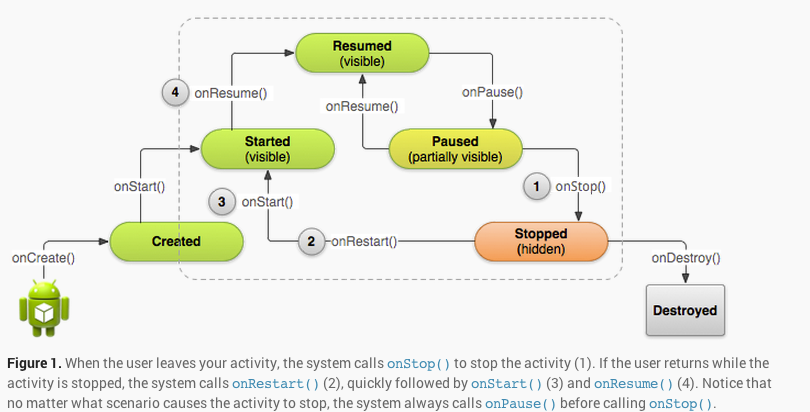 Resumed
(visible)
4
onResume()
onResume()
onPause()
Started
(visible)
Paused
(partially visible)
onStart()
3
onStart()
1
onStop()
Created
2
onRestart()
Stopped
(hidden)
onCreate()
onDestroy()
Destroyed
Figure 1. When the user leaves your activity, the system calls onStop() to stop the activity (1). If the user returns while the
activity is stopped, the system calls onRestart() (2), quickly followed by onStart() (3) and onResume() (4). Notice that
no matter what scenario causes the activity to stop, the system always calls onPause() before calling onStop().